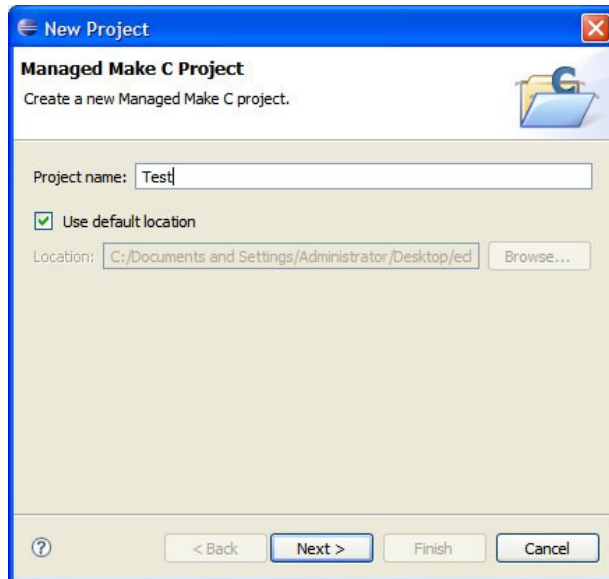 New Project
Managed Make C Project
Create a new Managed Make C project.
C
Project name: Test
Use default location
Location: C:/Documents and Settings/Administrator/Desktop/ecl Browse...
? < Back Next > Finish Cancel